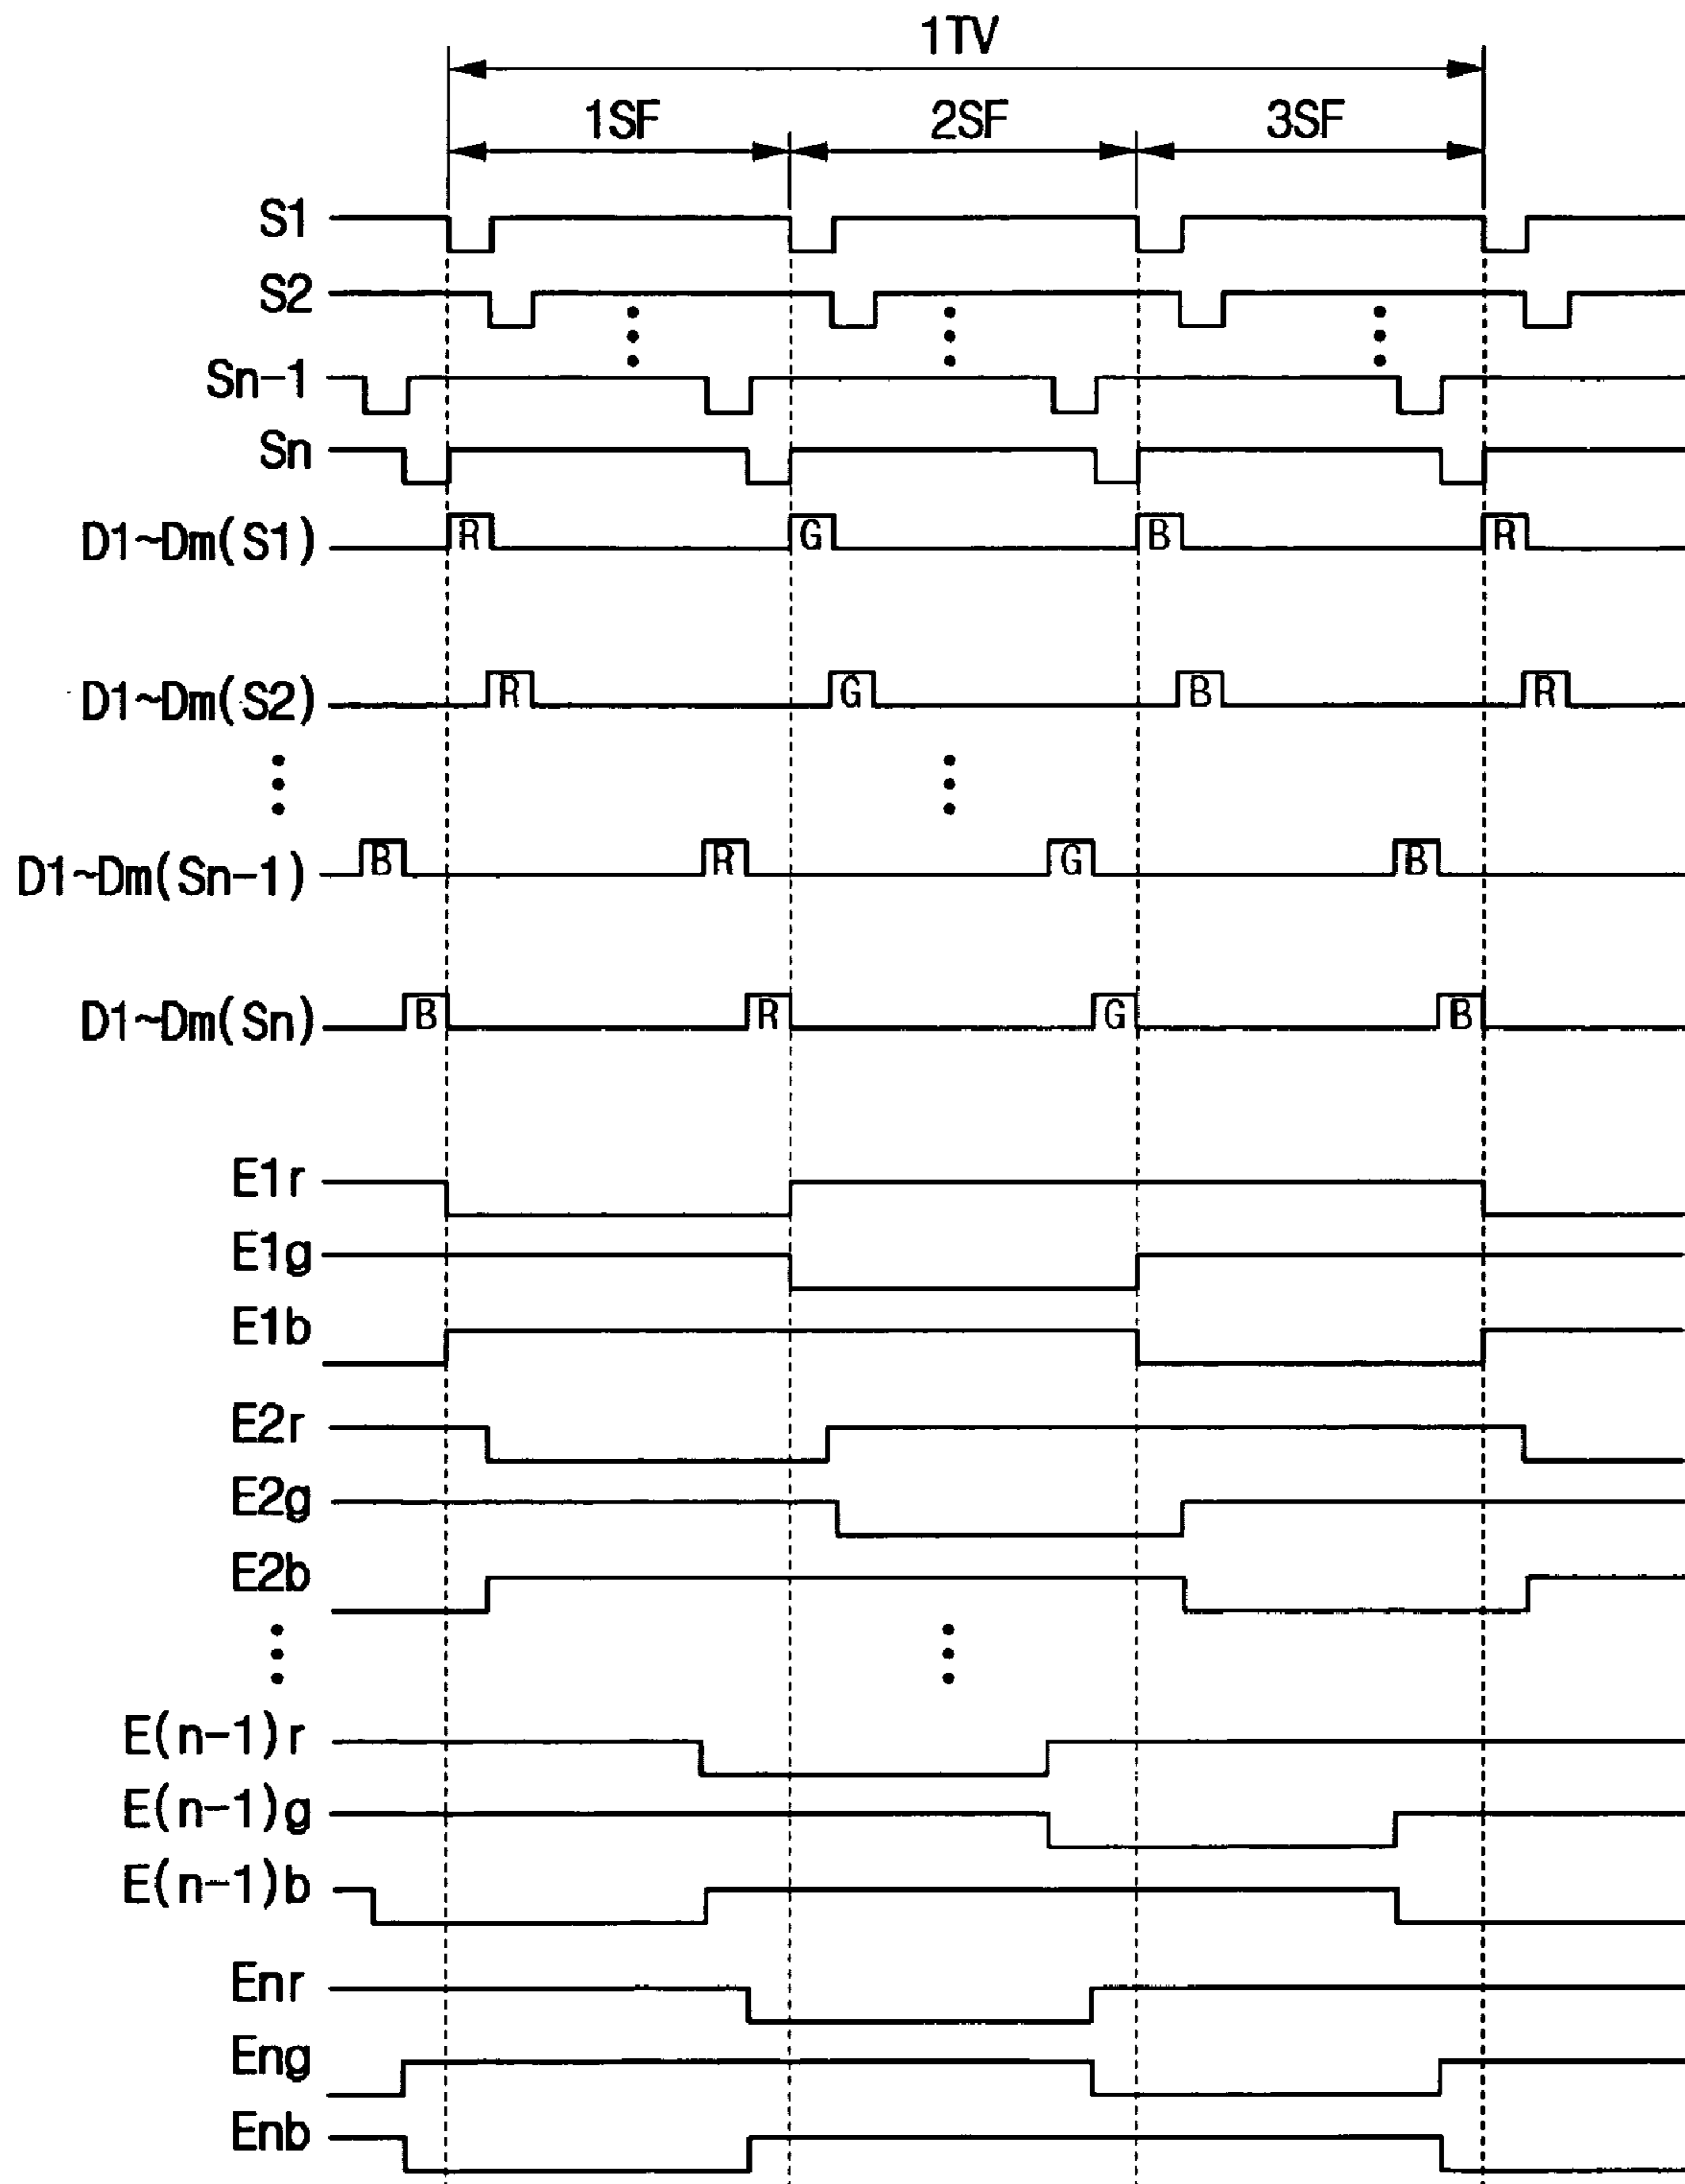 1TV
1SF 2SF 3SF
S1
S2
Sn-1
Sn
D1~Dm(S1) R G B R
D1~Dm(S2) R G B R
D1~Dm(Sn-1) B R G B
D1~Dm(Sn) B R G B
E1r
E1g
E1b
E2r
E2g
E2b
E(n-1)r
E(n-1)g
E(n-1)b
Enr
Eng
Enb